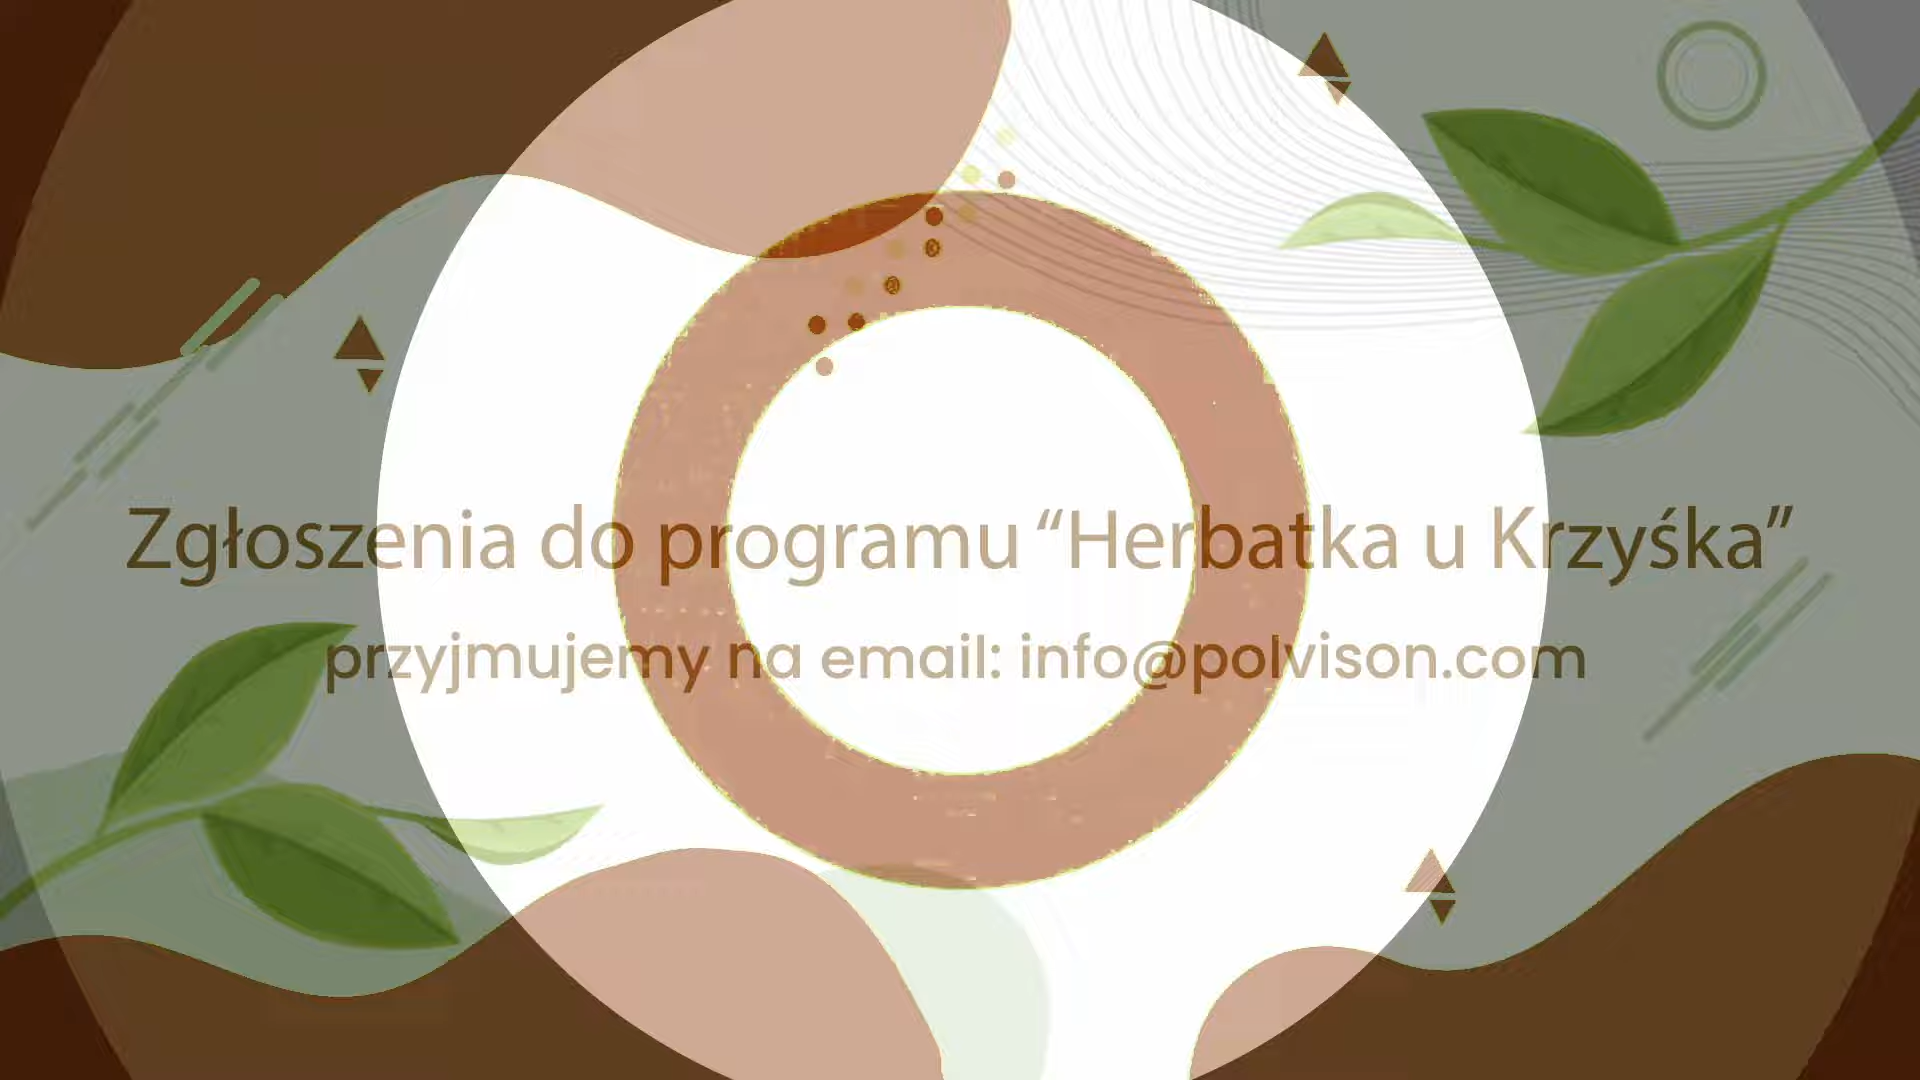 Zgłoszenia do programu “Herbatka u Krzyśka”
przyjmujemy na email: info@polvison.com